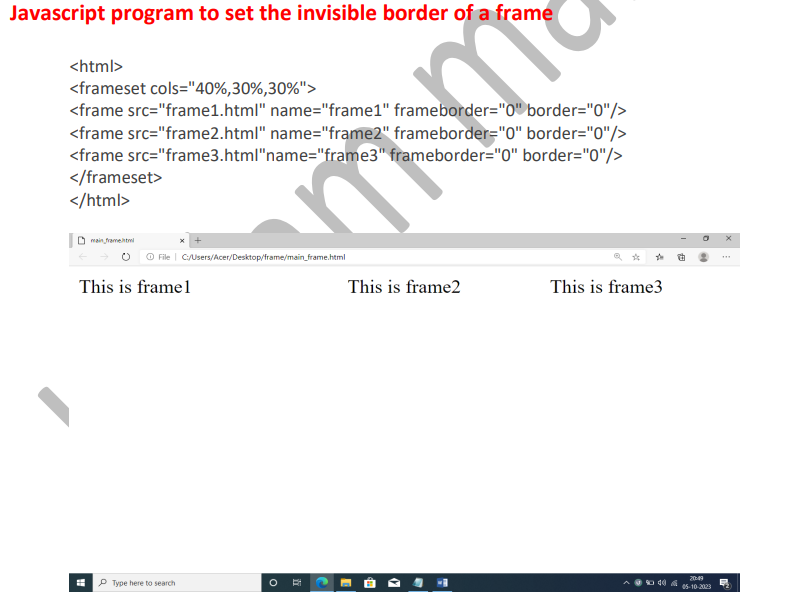 Javascript program to set the invisible border of a frame
<html>
<frameset cols="40%,30%,30%">
<frame src="frame1.html" name="frame1" frameborder="0" border="0"/>
<frame src="frame2.html" name="frame2" frameborder="0" border="0"/>
<frame src="frame3.html"name="frame3" frameborder="0" border="0"/>
</frameset>
</html>
main_frame.html
File | C:/Users/Acer/Desktop/frame/main_frame.html
This is frame1 This is frame2 This is frame3
Type here to search
20:49
05-10-2023